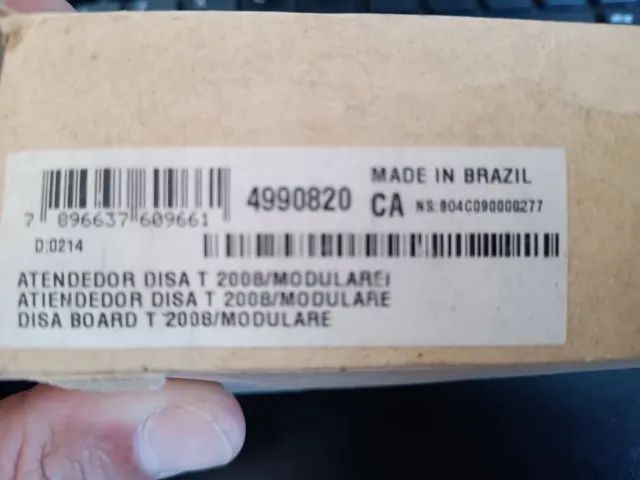 MADE IN BRAZIL
4990820
CA NS:804C090000277
7 896637 609661
D:0214
ATENDEDOR DISA T 2008/MODULAREI
ATIENDEDOR DISA T 2008/MODULARE
DISA BOARD T 2008/MODULARE